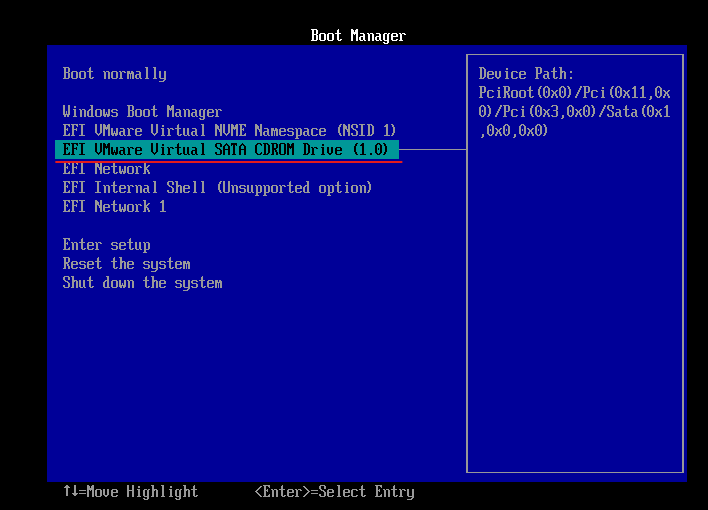 Boot Manager
Boot normally
Windows Boot Manager
EFI VMware Virtual NVME Namespace (NSID 1)
EFI VMware Virtual SATA CDROM Drive (1.0)
EFI Network
EFI Internal Shell (Unsupported option)
EFI Network 1
Enter setup
Reset the system
Shut down the system
Device Path:
PciRoot(0x0)/Pci(0x11,0x
0)/Pci(0x3,0x0)/Sata(0x1
,0x0,0x0)
↑↓=Move Highlight
<Enter>=Select Entry